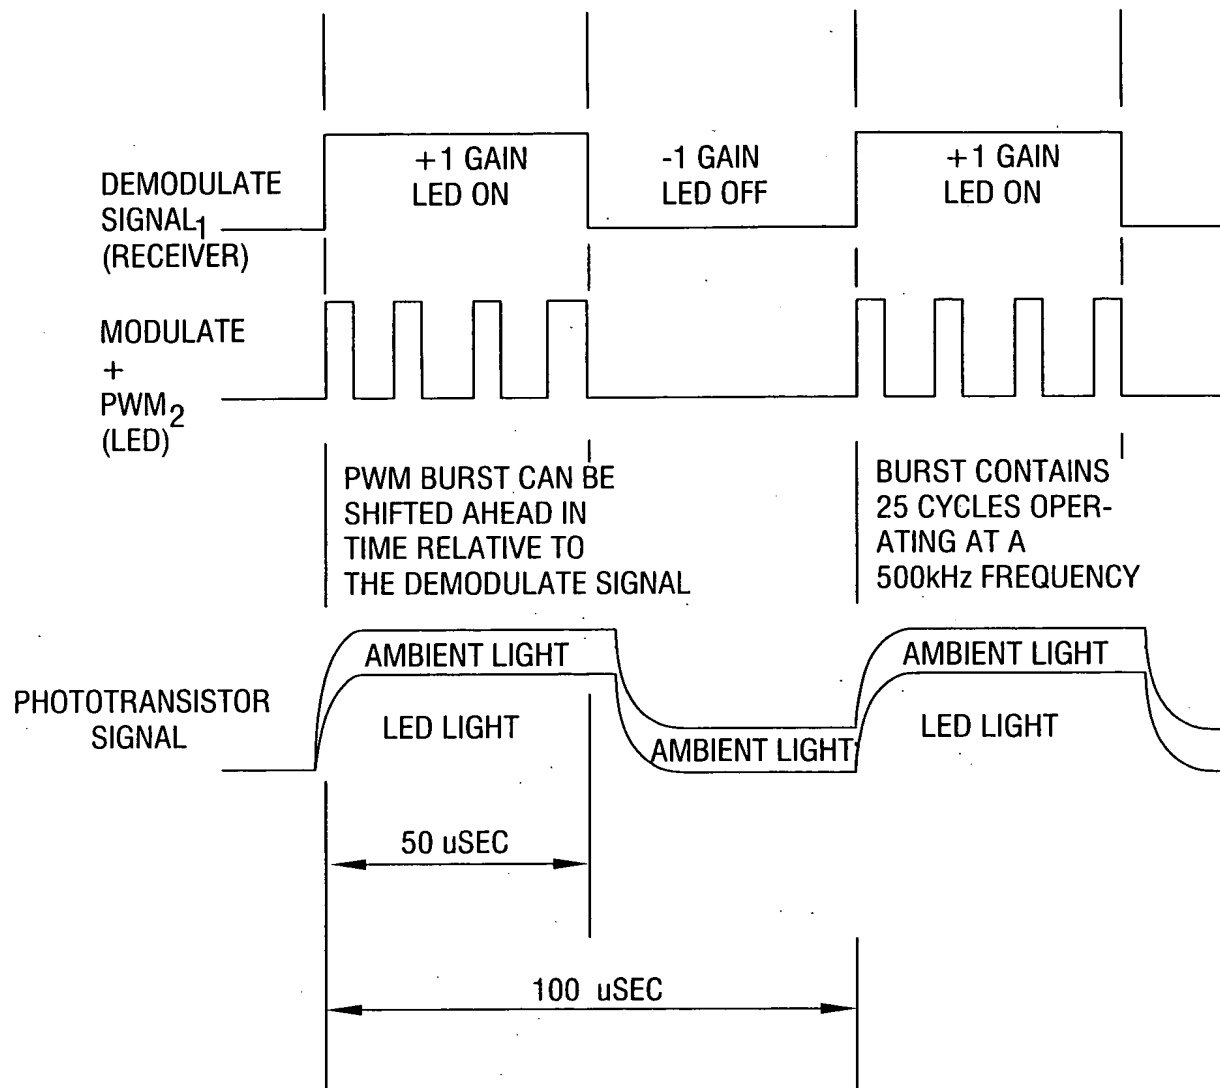 +1 GAIN
LED ON
-1 GAIN
LED OFF
+1 GAIN
LED ON
DEMODULATE
SIGNAL1
(RECEIVER)
MODULATE
+
PWM2
(LED)
PWM BURST CAN BE
SHIFTED AHEAD IN
TIME RELATIVE TO
THE DEMODULATE SIGNAL
BURST CONTAINS
25 CYCLES OPER-
ATING AT A
500kHz FREQUENCY
PHOTOTRANSISTOR
SIGNAL
AMBIENT LIGHT
LED LIGHT
AMBIENT LIGHT
AMBIENT LIGHT
LED LIGHT
50 uSEC
100 uSEC